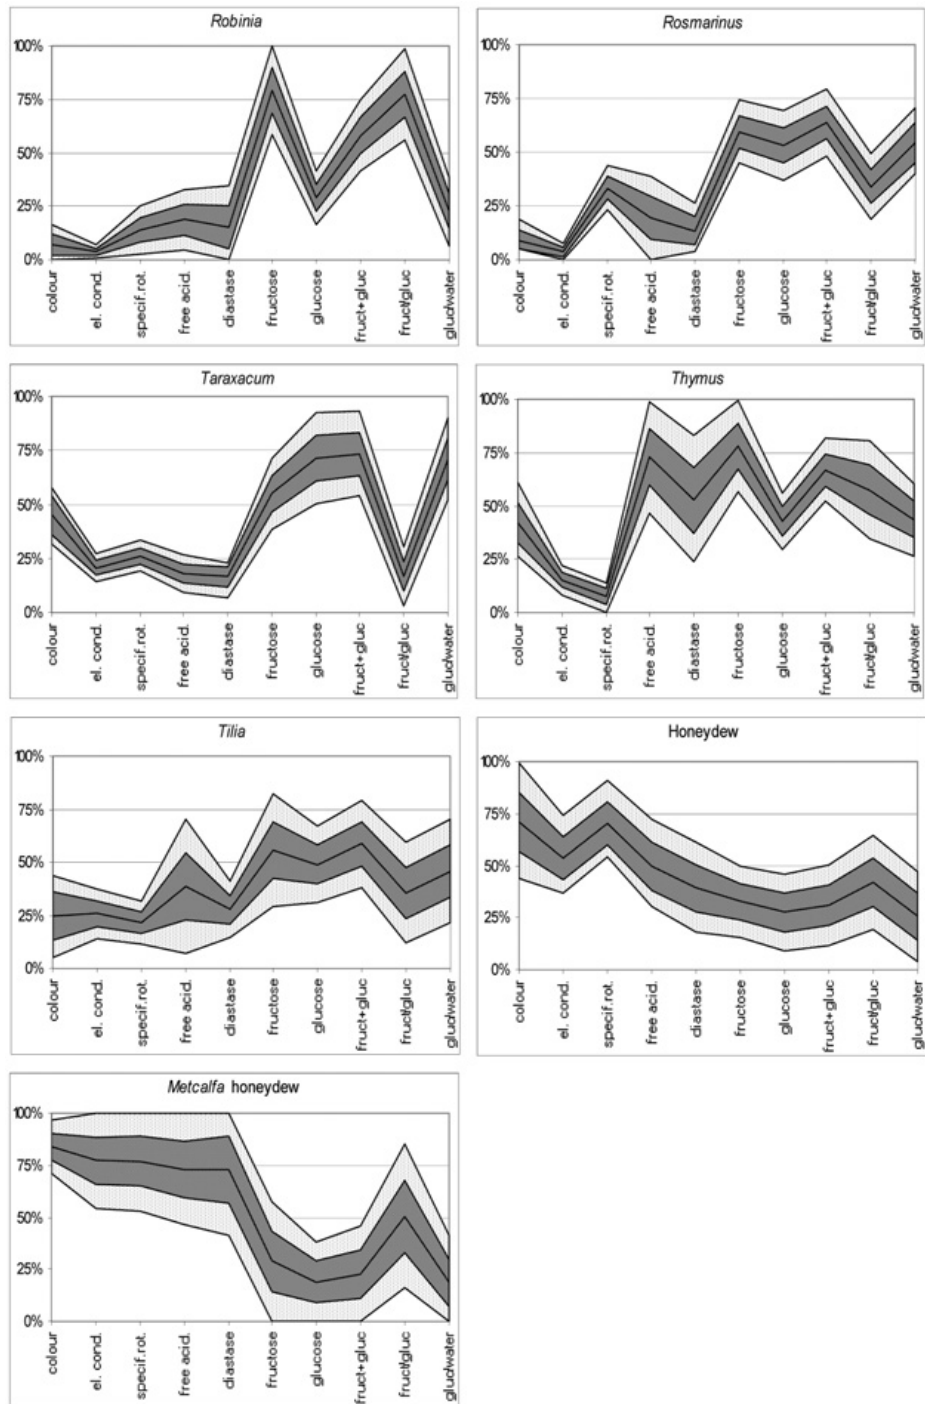 Robinia
100%
75%
50%
25%
0%
colour
el. cond.
specif.rot.
free acid.
diastase
fructose
glucose
fruct+gluc
fruct/gluc
gluc/water
Rosmarinus
100%
75%
50%
25%
0%
colour
el. cond.
specif.rot.
free acid.
diastase
fructose
glucose
fruct+gluc
fruct/gluc
gluc/water
Taraxacum
100%
75%
50%
25%
0%
colour
el. cond.
specif.rot.
free acid.
diastase
fructose
glucose
fruct+gluc
fruct/gluc
gluc/water
Thymus
100%
75%
50%
25%
0%
colour
el. cond.
specif.rot.
free acid.
diastase
fructose
glucose
fruct+gluc
fruct/gluc
gluc/water
Tilia
100%
75%
50%
25%
0%
colour
el. cond.
specif.rot.
free acid.
diastase
fructose
glucose
fruct+gluc
fruct/gluc
gluc/water
Honeydew
100%
75%
50%
25%
0%
colour
el. cond.
specif.rot.
free acid.
diastase
fructose
glucose
fruct+gluc
fruct/gluc
gluc/water
Metcalfa honeydew
100%
75%
50%
25%
0%
colour
el. cond.
specif.rot.
free acid.
diastase
fructose
glucose
fruct+gluc
fruct/gluc
gluc/water